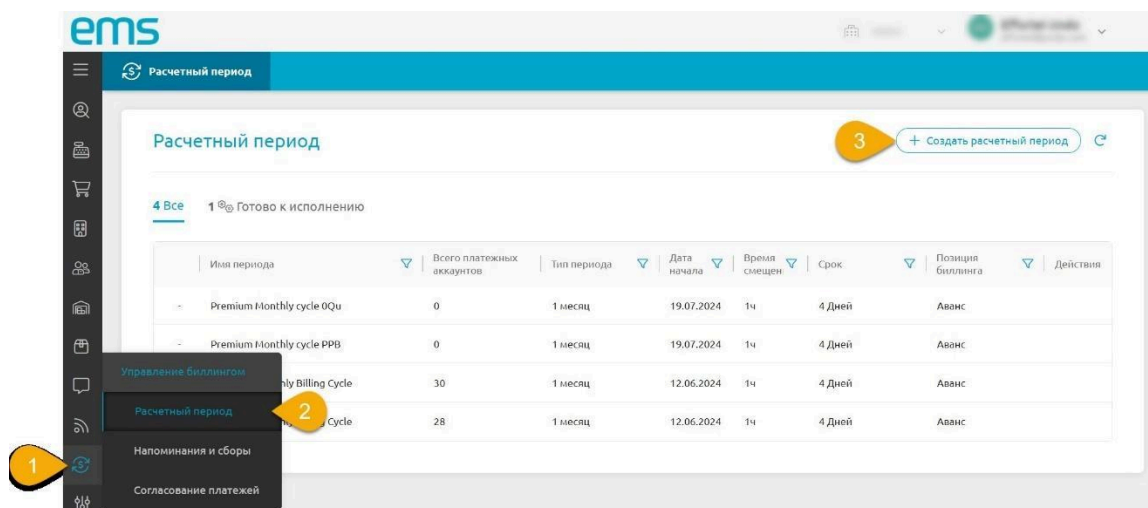 ems
Расчетный период
Расчетный период
3
+ Создать расчетный период
4 Все 1 Готово к исполнению
Имя периода Всего платежных аккаунтов Тип периода Дата начала Время смещен Срок Позиция биллинга Действия
- Premium Monthly cycle 0Qu 0 1 месяц 19.07.2024 1ч 4 Дней Аванс
- Premium Monthly cycle PPB 0 1 месяц 19.07.2024 1ч 4 Дней Аванс
Управление биллингом
Billing Cycle 30 1 месяц 12.06.2024 1ч 4 Дней Аванс
Расчетный период
2
Cycle 28 1 месяц 12.06.2024 1ч 4 Дней Аванс
Напоминания и сборы
1
Согласование платежей